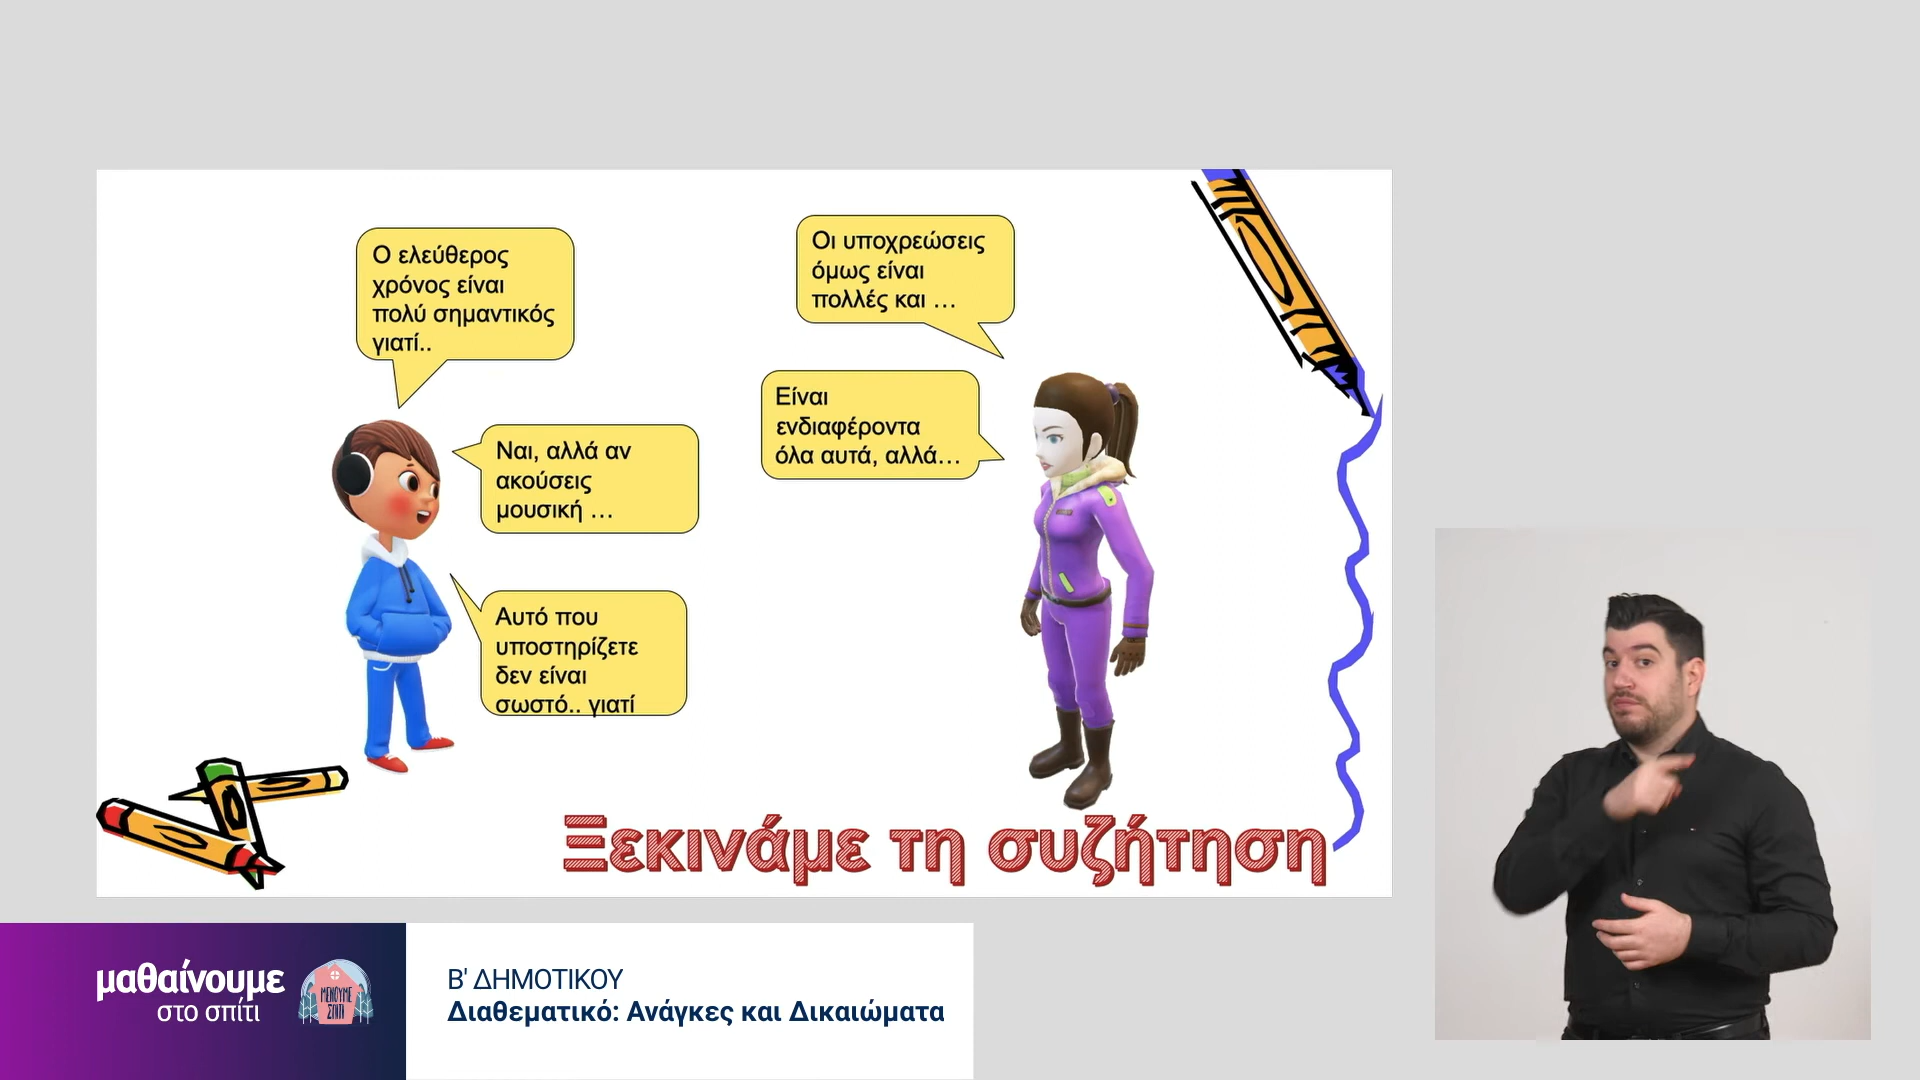 Ο ελεύθερος
χρόνος είναι
πολύ σημαντικός
γιατί..
Οι υποχρεώσεις
όμως είναι
πολλές και …
Ναι, αλλά αν
ακούσεις
μουσική …
Είναι
ενδιαφέροντα
όλα αυτά, αλλά…
Αυτό που
υποστηρίζετε
δεν είναι
σωστό.. γιατί
Ξεκινάμε τη συζήτηση
μαθαίνουμε
στο σπίτι
ΜΕΝΟΥΜΕ
ΣΠΙΤΙ
Β' ΔΗΜΟΤΙΚΟΥ
Διαθεματικό: Ανάγκες και Δικαιώματα